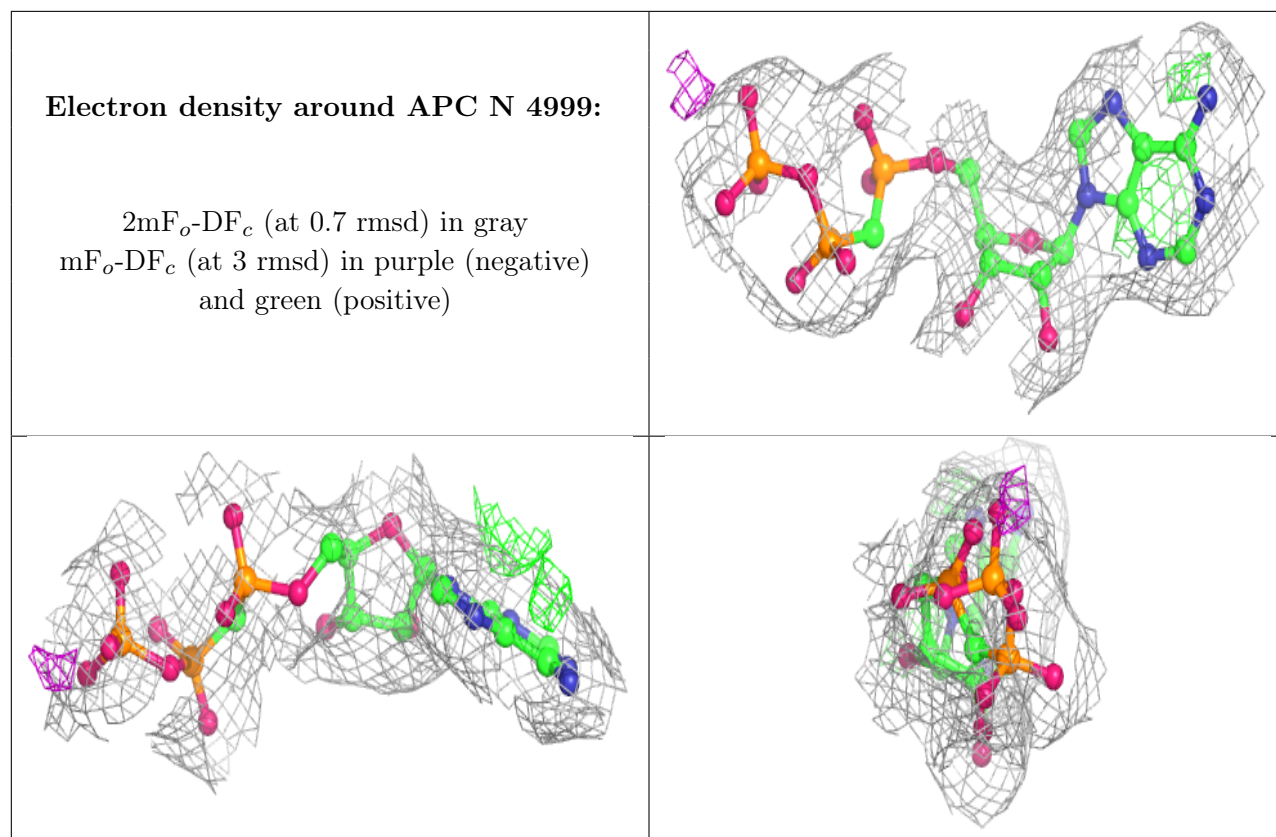 Electron density around APC N 4999:
2mFo-DFc (at 0.7 rmsd) in gray
mFo-DFc (at 3 rmsd) in purple (negative)
and green (positive)